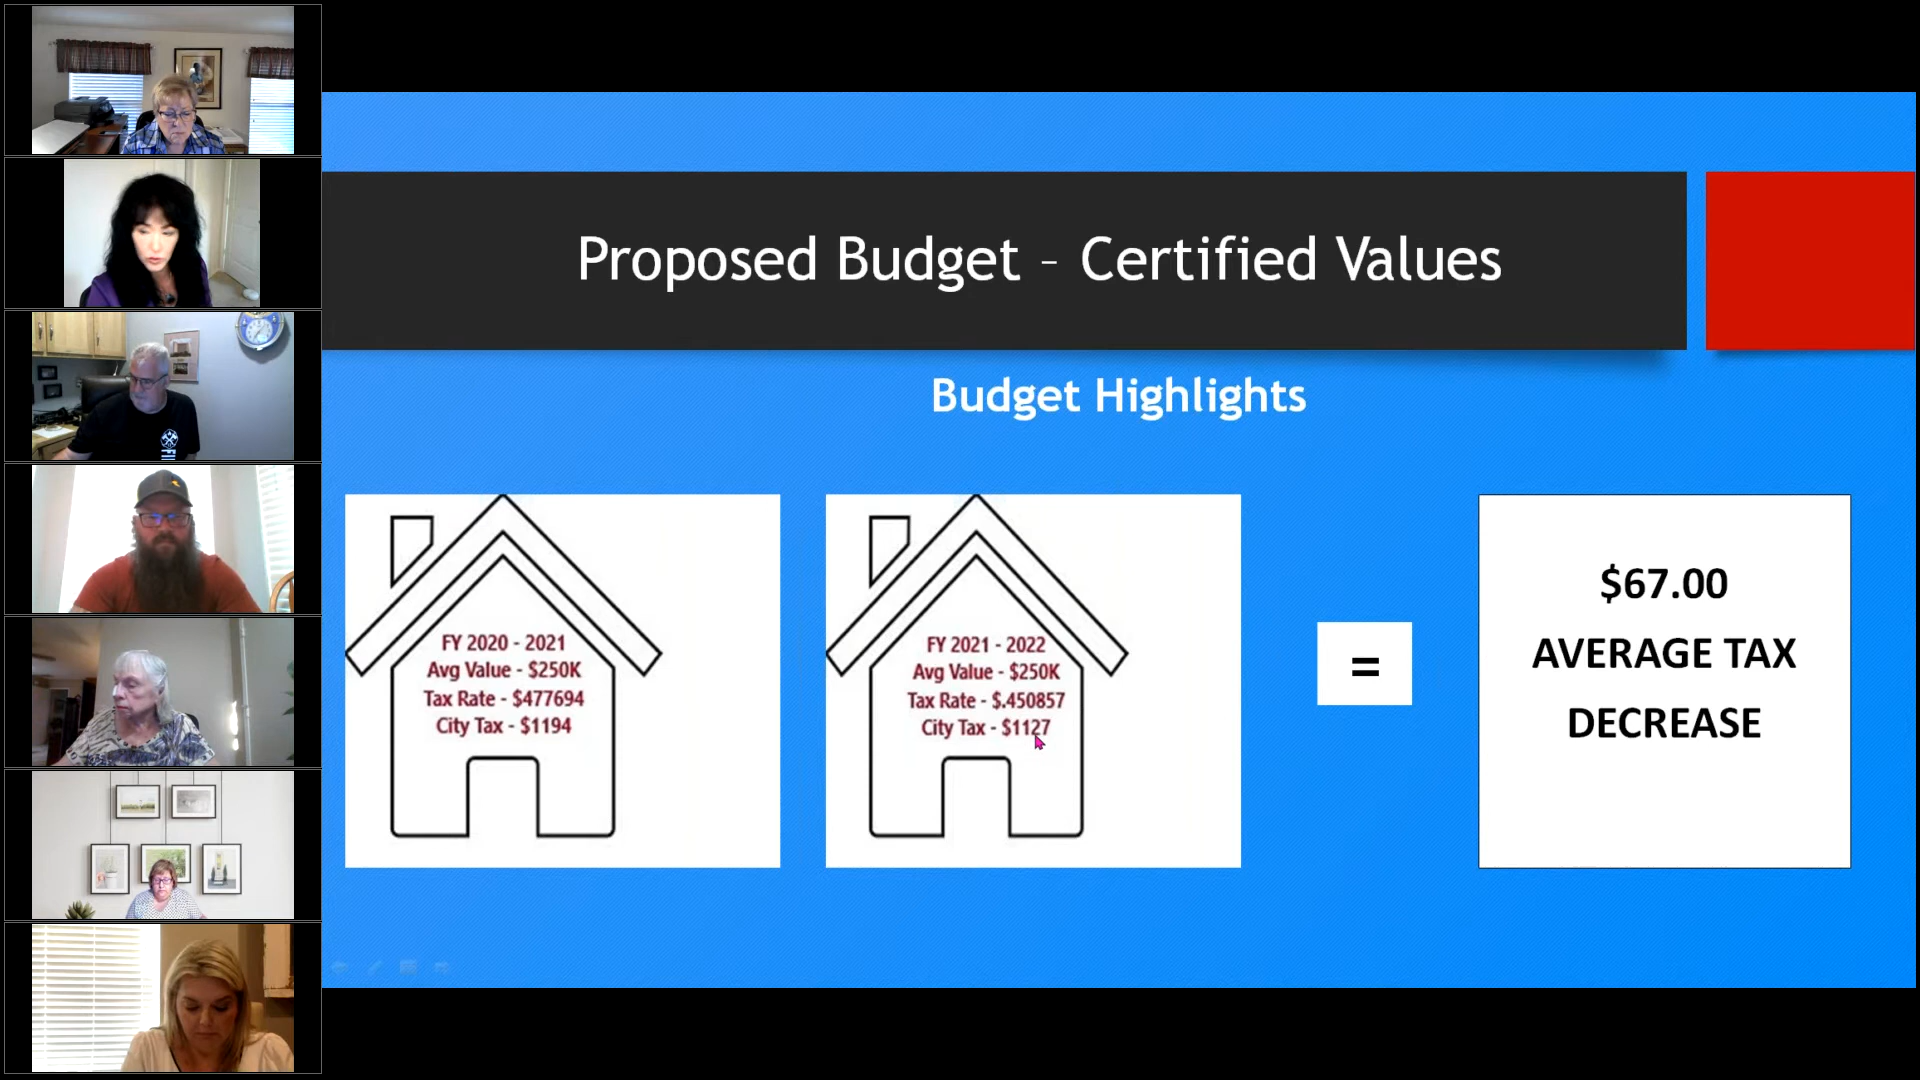 Proposed Budget – Certified Values
Budget Highlights
FY 2020 - 2021
Avg Value - $250K
Tax Rate - $477694
City Tax - $1194
FY 2021 - 2022
Avg Value - $250K
Tax Rate - $.450857
City Tax - $1127
=
$67.00
AVERAGE TAX
DECREASE